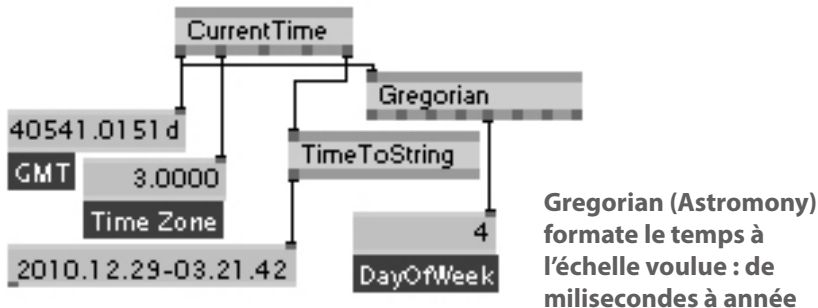 CurrentTime
Gregorian
40541.0151d
GMT
TimeToString
3.0000
Time Zone
4
DayOfWeek
_2010.12.29-03.21.42
Gregorian (Astromony)
formate le temps à
l’échelle voulue : de
milisecondes à année